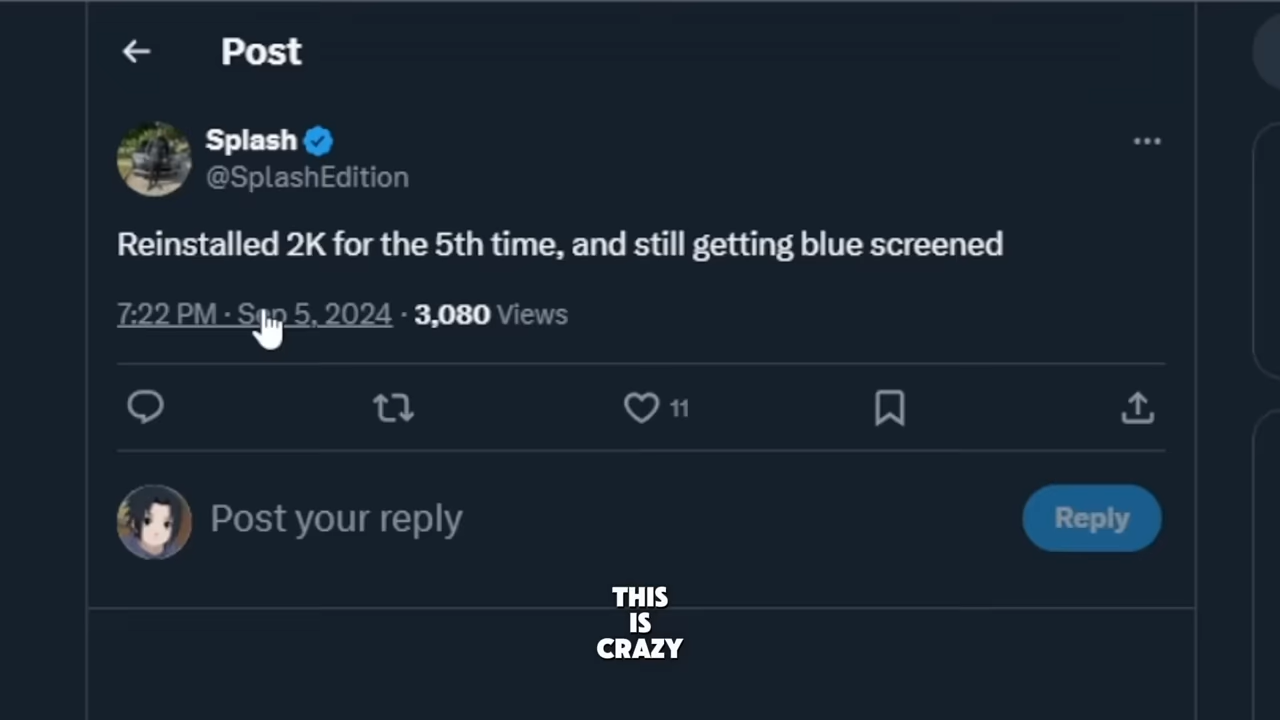 Post
Splash
@SplashEdition
Reinstalled 2K for the 5th time, and still getting blue screened
7:22 PM · Sep 5, 2024 · 3,080 Views
11
Post your reply
Reply
THIS
IS
CRAZY